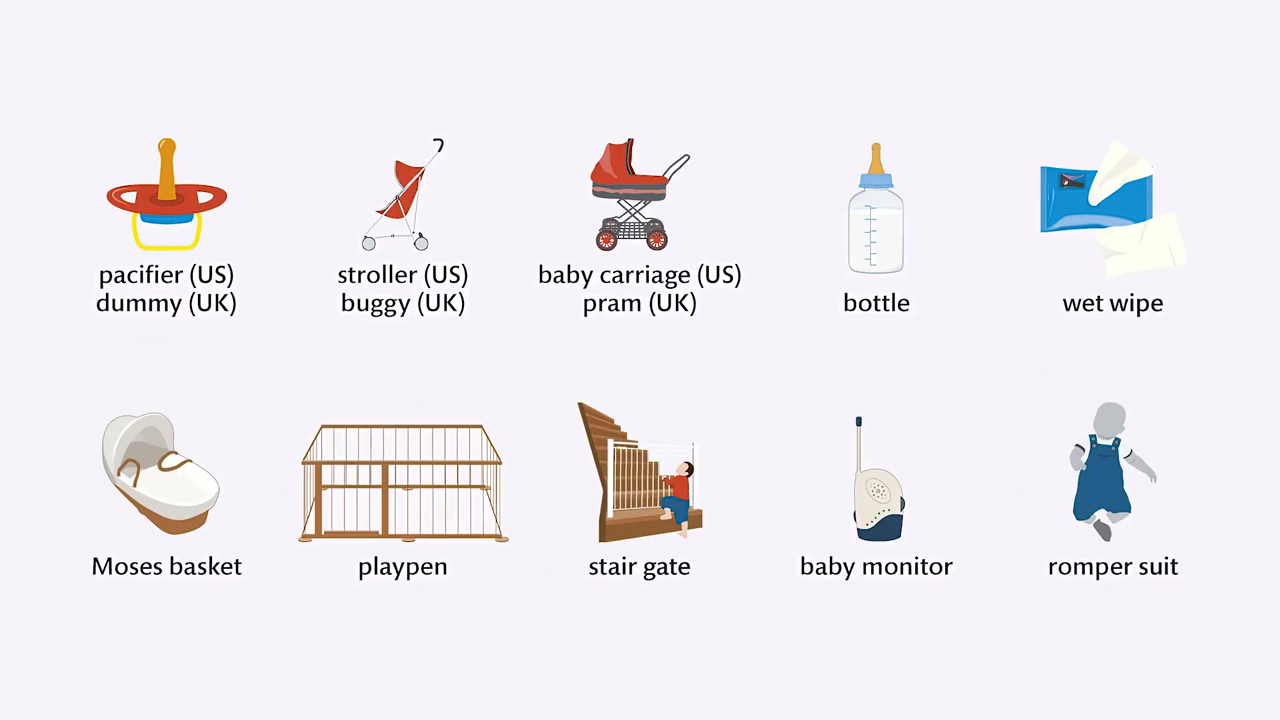 pacifier (US)
dummy (UK)
stroller (US)
buggy (UK)
baby carriage (US)
pram (UK)
bottle
wet wipe
Moses basket
playpen
stair gate
baby monitor
romper suit